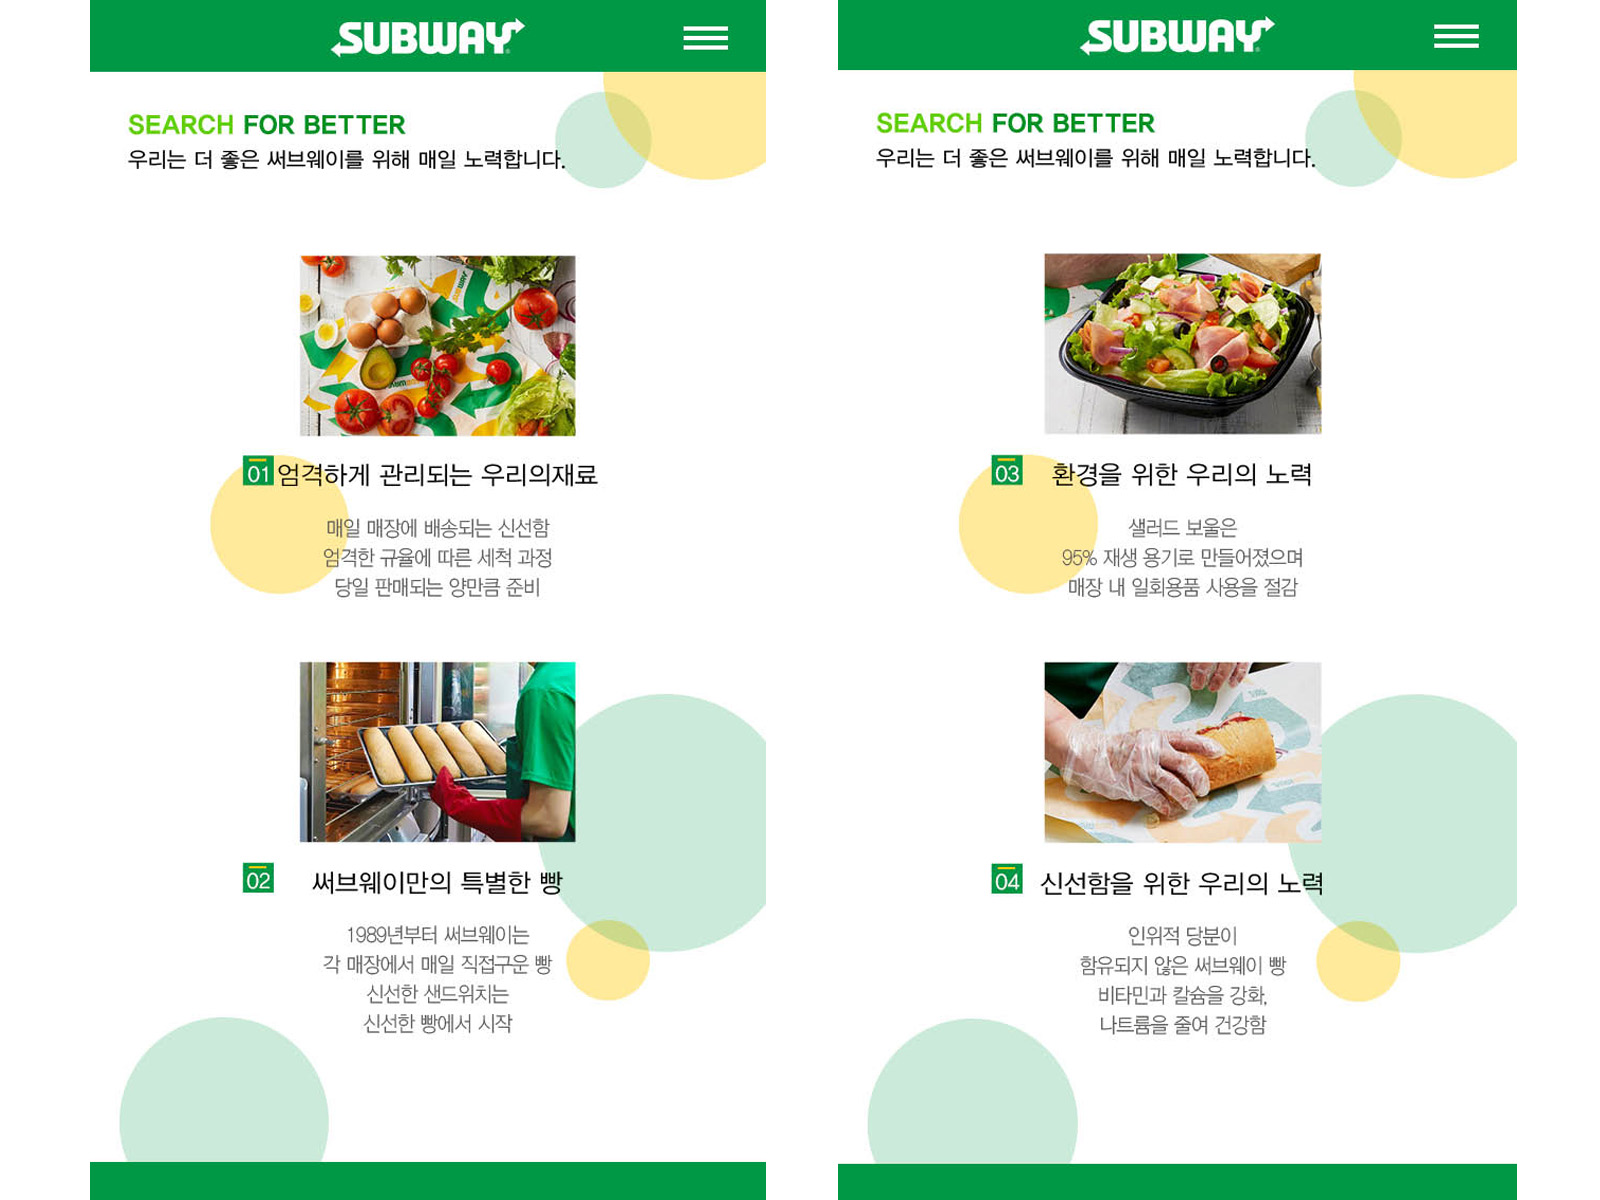 SUBWAY
SEARCH FOR BETTER
우리는 더 좋은 써브웨이를 위해 매일 노력합니다.
01 엄격하게 관리되는 우리의재료
매일 매장에 배송되는 신선함
엄격한 규율에 따른 세척 과정
당일 판매되는 양만큼 준비
02 써브웨이만의 특별한 빵
1989년부터 써브웨이는
각 매장에서 매일 직접구운 빵
신선한 샌드위치는
신선한 빵에서 시작
SUBWAY
SEARCH FOR BETTER
우리는 더 좋은 써브웨이를 위해 매일 노력합니다.
03 환경을 위한 우리의 노력
샐러드 보울은
95% 재생 용기로 만들어졌으며
매장 내 일회용품 사용을 절감
04 신선함을 위한 우리의 노력
인위적 당분이
함유되지 않은 써브웨이 빵
비타민과 칼슘을 강화,
나트륨을 줄여 건강함